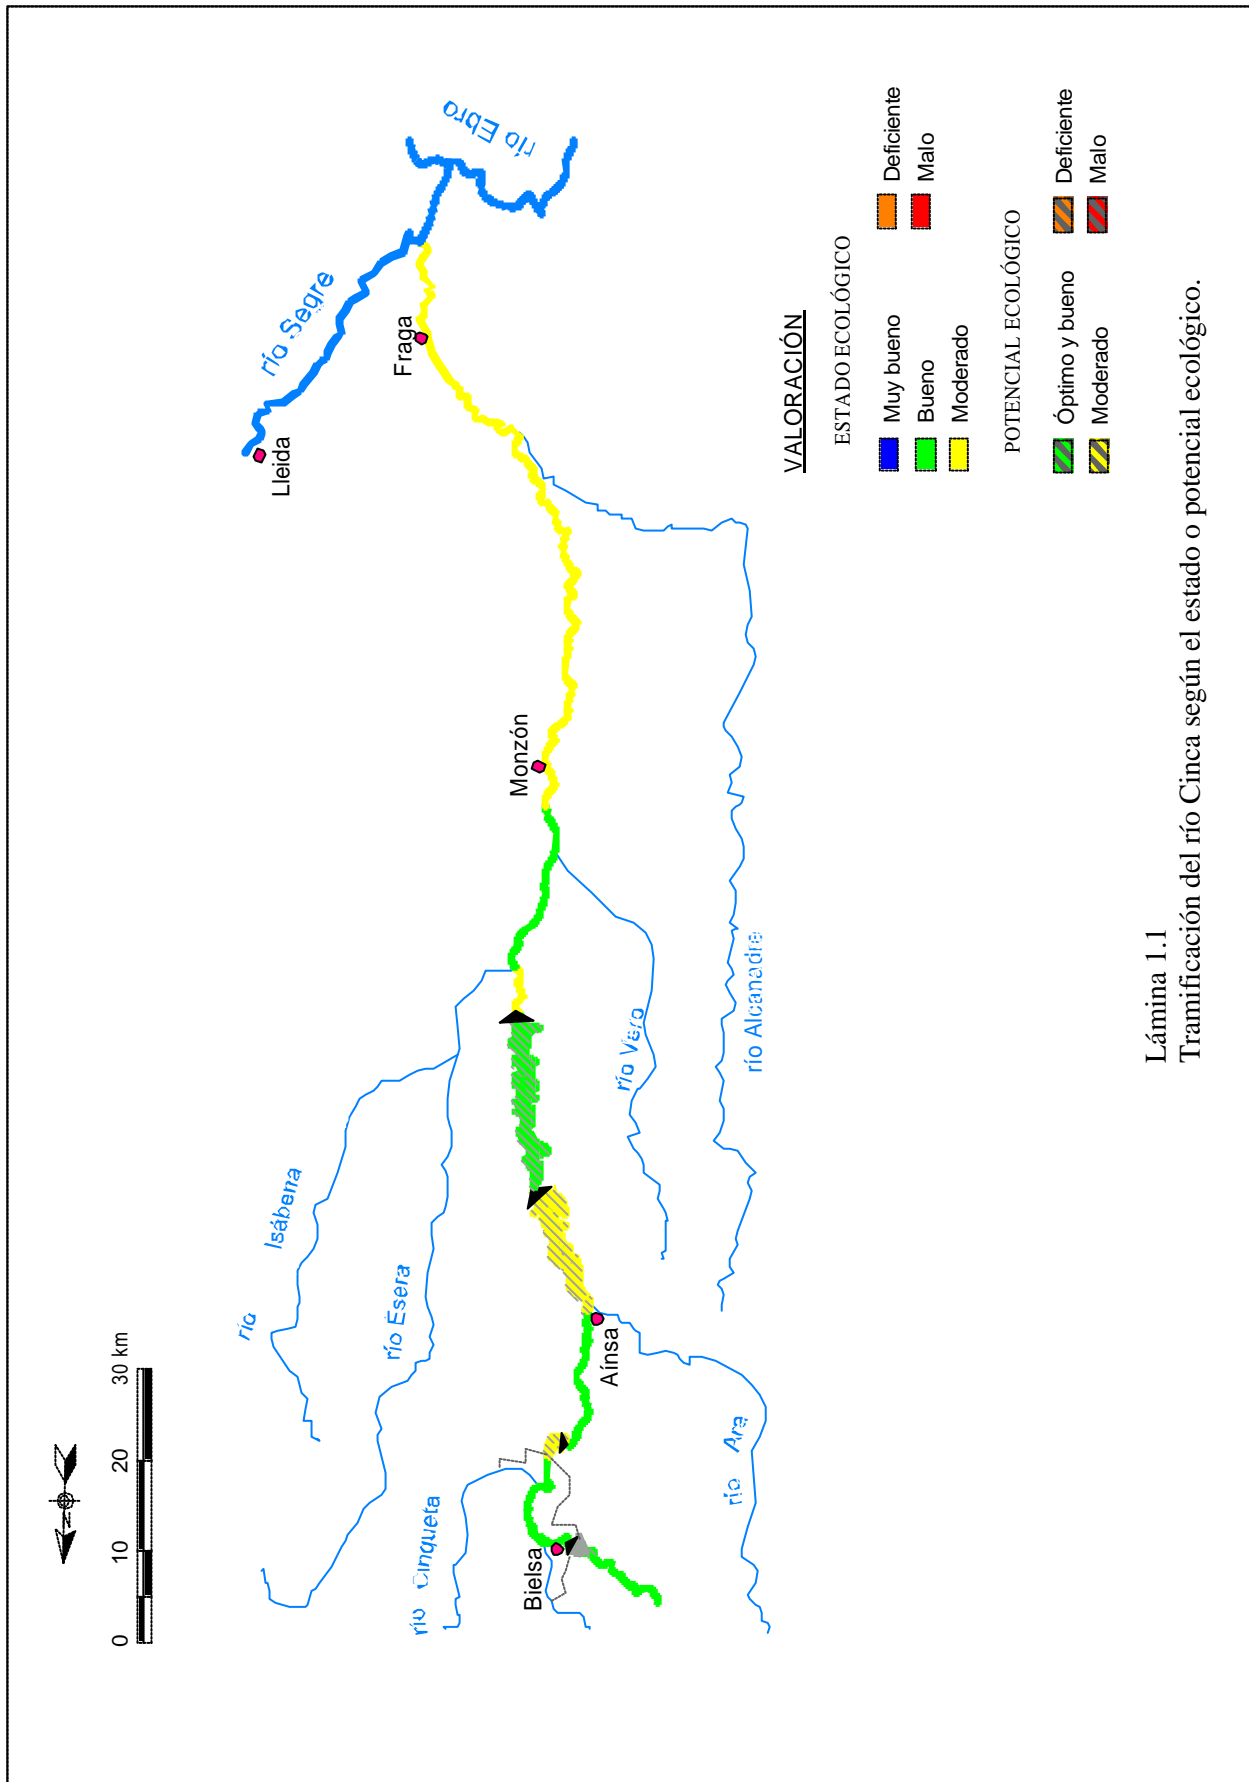 0
10
20
30 km
N
río Cinqueta
río Esera
río
Isábena
Bielsa
Aínsa
río Ara
río Vero
río Alcanadre
Monzón
Lleida
río Segre
Fraga
río Ebro
VALORACIÓN
ESTADO ECOLÓGICO
Muy bueno
Bueno
Moderado
Deficiente
Malo
POTENCIAL ECOLÓGICO
Óptimo y bueno
Moderado
Deficiente
Malo
Lámina 1.1
Tramificación del río Cinca según el estado o potencial ecológico.